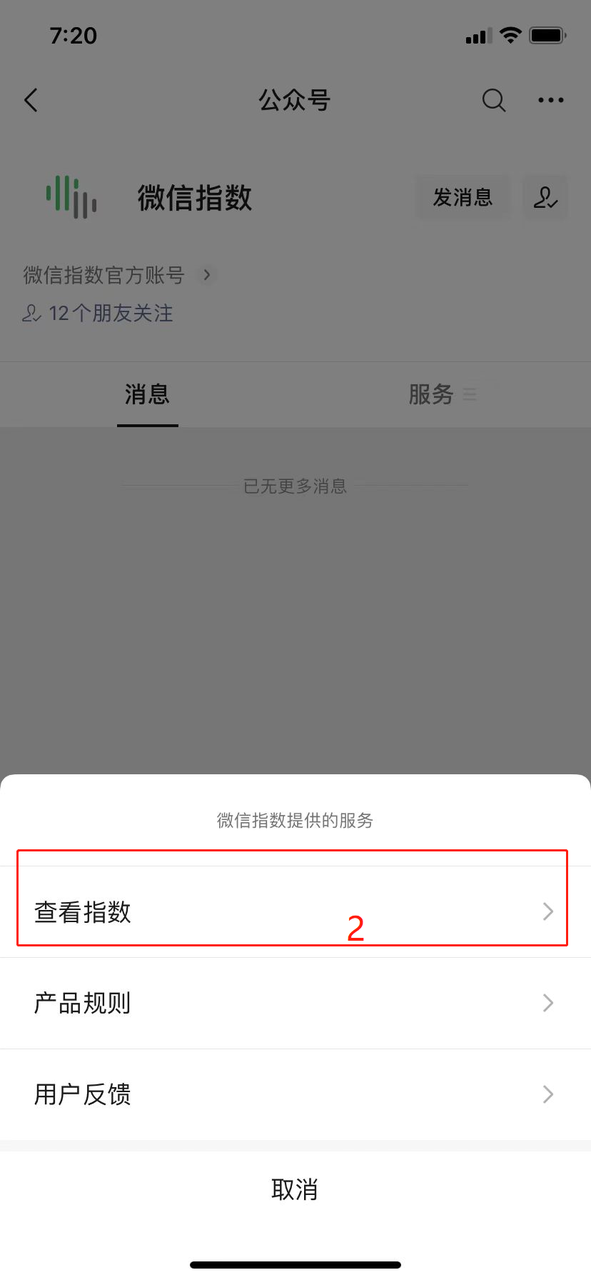 7:20
公众号
微信指数
发消息
微信指数官方账号
12个朋友关注
消息
服务
已无更多消息
微信指数提供的服务
查看指数
2
产品规则
用户反馈
取消